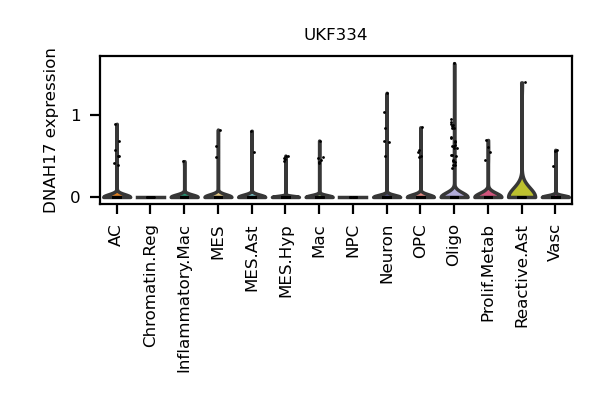 UKF334
DNAH17 expression
1
0
AC
Chromatin.Reg
Inflammatory.Mac
MES
MES.Ast
MES.Hyp
Mac
NPC
Neuron
OPC
Oligo
Prolif.Metab
Reactive.Ast
Vasc